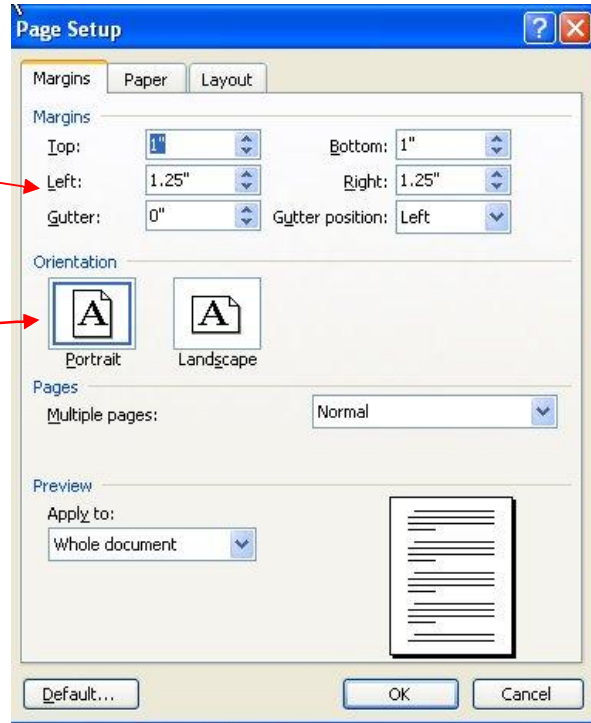 Page Setup
Margins Paper Layout
Margins
Top: 1" Bottom: 1"
Left: 1.25" Right: 1.25"
Gutter: 0" Gutter position: Left
Orientation
A A
Portrait Landscape
Pages
Multiple pages: Normal
Preview
Apply to:
Whole document
Default... OK Cancel